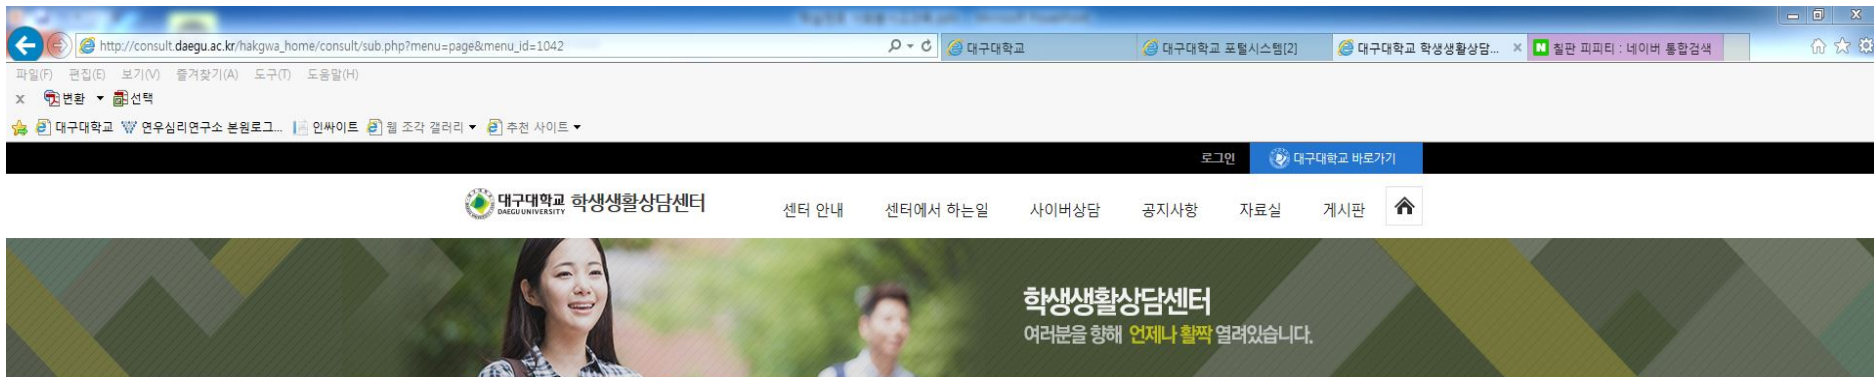 http://consult.daegu.ac.kr/hakgwa_home/consult/sub.php?menu=page&menu_id=1042
대구대학교
대구대학교 포털시스템[2]
대구대학교 학생생활상담...
칠판 피피티 : 네이버 통합검색
파일(F) 편집(E) 보기(V) 즐겨찾기(A) 도구(T) 도움말(H)
x 변환 선택
대구대학교 연우심리연구소 본원로그... 인싸이트 웹 조각 갤러리 추천 사이트
로그인 대구대학교 바로가기
대구대학교 DAEGU UNIVERSITY 학생생활상담센터
센터 안내 센터에서 하는일 사이버상담 공지사항 자료실 게시판
학생생활상담센터
여러분을 향해 언제나 활짝 열려있습니다.